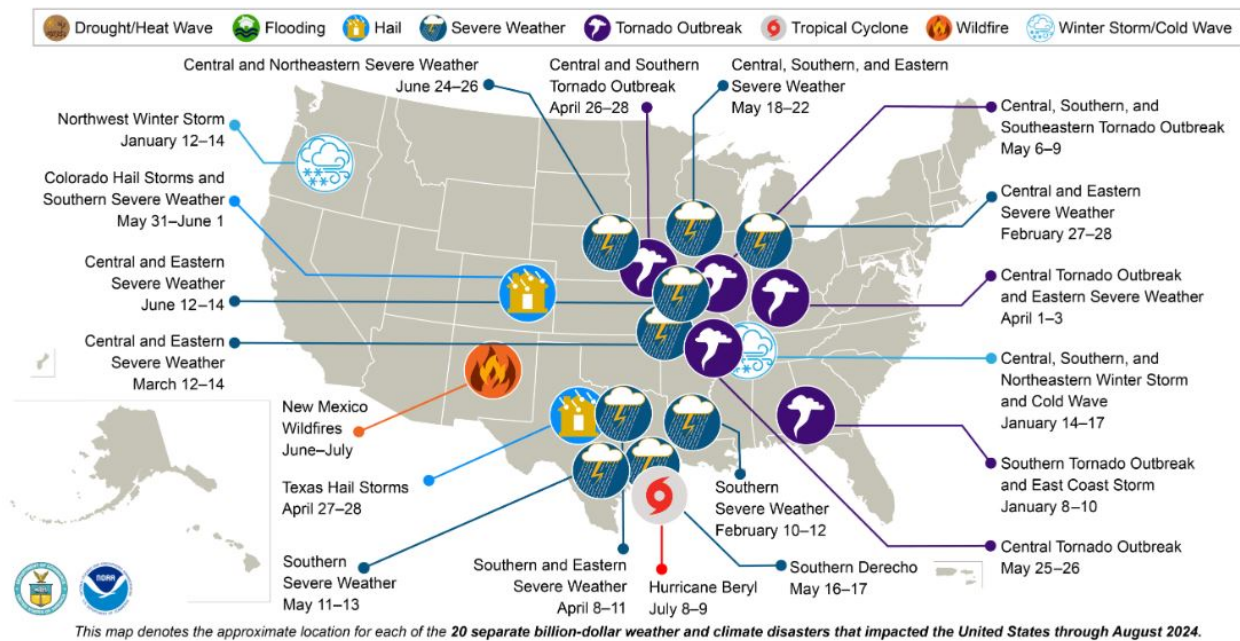 Drought/Heat Wave
Flooding
Hail
Severe Weather
Tornado Outbreak
Tropical Cyclone
Wildfire
Winter Storm/Cold Wave
Central and Northeastern Severe Weather
June 24–26
Central and Southern
Tornado Outbreak
April 26–28
Central, Southern, and Eastern
Severe Weather
May 18–22
Central, Southern, and
Southeastern Tornado Outbreak
May 6–9
Northwest Winter Storm
January 12–14
Colorado Hail Storms and
Southern Severe Weather
May 31–June 1
Central and Eastern
Severe Weather
February 27–28
Central and Eastern
Severe Weather
June 12–14
Central Tornado Outbreak
and Eastern Severe Weather
April 1–3
Central and Eastern
Severe Weather
March 12–14
Central, Southern, and
Northeastern Winter Storm
and Cold Wave
January 14–17
New Mexico
Wildfires
June–July
Southern Tornado Outbreak
and East Coast Storm
January 8–10
Texas Hail Storms
April 27–28
Southern
Severe Weather
February 10–12
Central Tornado Outbreak
May 25–26
Southern
Severe Weather
May 11–13
Southern and Eastern
Severe Weather
April 8–11
Hurricane Beryl
July 8–9
Southern Derecho
May 16–17
NOAA
This map denotes the approximate location for each of the 20 separate billion-dollar weather and climate disasters that impacted the United States through August 2024.